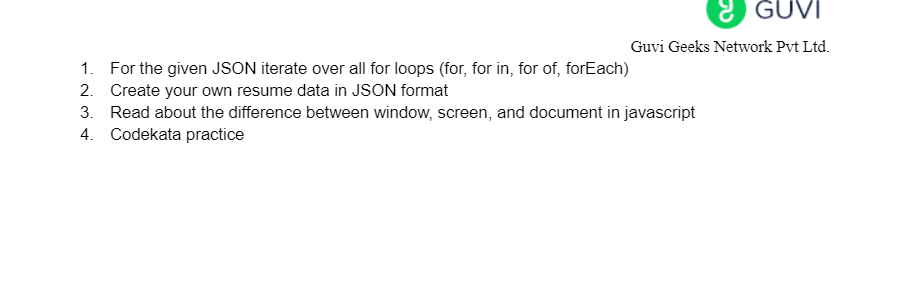 GUVI
Guvi Geeks Network Pvt Ltd.
1. For the given JSON iterate over all for loops (for, for in, for of, forEach)
2. Create your own resume data in JSON format
3. Read about the difference between window, screen, and document in javascript
4. Codekata practice